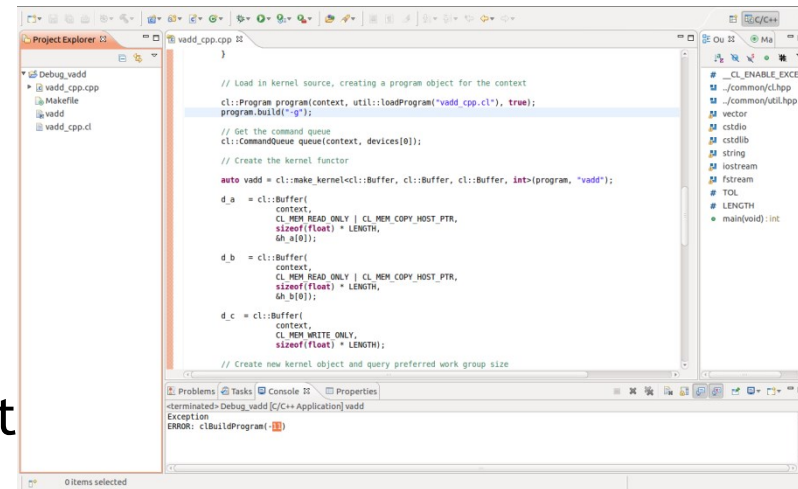 C/C++
Project Explorer
vadd_cpp.cpp
Ou
Ma
Debug_vadd
vadd_cpp.cpp
Makefile
vadd
vadd_cpp.cl
}
// Load in kernel source, creating a program object for the context
cl::Program program(context, util::loadProgram("vadd_cpp.cl"), true);
program.build("-g");
// Get the command queue
cl::CommandQueue queue(context, devices[0]);
// Create the kernel functor
auto vadd = cl::make_kernel<cl::Buffer, cl::Buffer, cl::Buffer, int>(program, "vadd");
d_a = cl::Buffer(
context,
CL_MEM_READ_ONLY | CL_MEM_COPY_HOST_PTR,
sizeof(float) * LENGTH,
&h_a[0]);
d_b = cl::Buffer(
context,
CL_MEM_READ_ONLY | CL_MEM_COPY_HOST_PTR,
sizeof(float) * LENGTH,
&h_b[0]);
d_c = cl::Buffer(
context,
CL_MEM_WRITE_ONLY,
sizeof(float) * LENGTH);
// Create new kernel object and query preferred work group size
# __CL_ENABLE_EXCE
../common/cl.hpp
../common/util.hpp
vector
cstdio
cstdlib
string
iostream
fstream
# TOL
# LENGTH
main(void) : int
Problems Tasks Console Properties
<terminated> Debug_vadd [C/C++ Application] vadd
Exception
ERROR: clBuildProgram(-11)
t
0 items selected